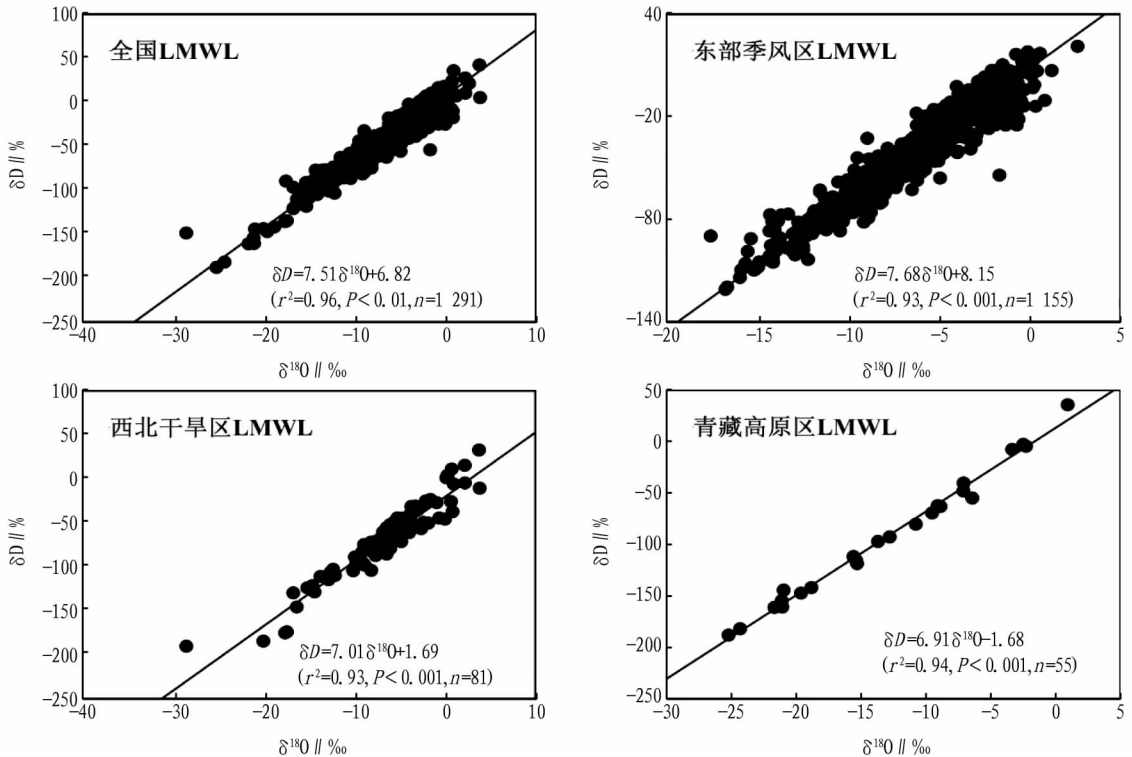 全国LMWL
100
50
0
-50
-100
-150
-200
-250
δD // %
-40
-30
-20
-10
0
10
δ¹⁸O // ‰
δD=7.51δ¹⁸O+6.82
(r²=0.96, P<0.01, n=1 291)
东部季风区LMWL
40
-20
-80
-140
δD // %
-20
-15
-10
-5
0
5
δ¹⁸O // ‰
δD=7.68δ¹⁸O+8.15
(r²=0.93, P<0.001, n=1 155)
西北干旱区LMWL
100
50
0
-50
-100
-150
-200
-250
δD // %
-30
-20
-10
0
10
δ¹⁸O // ‰
δD=7.01δ¹⁸O+1.69
(r²=0.93, P<0.001, n=81)
青藏高原区LMWL
50
0
-50
-100
-150
-200
-250
δD // %
-30
-25
-20
-15
-10
-5
0
5
δ¹⁸O // ‰
δD=6.91δ¹⁸O-1.68
(r²=0.94, P<0.001, n=55)